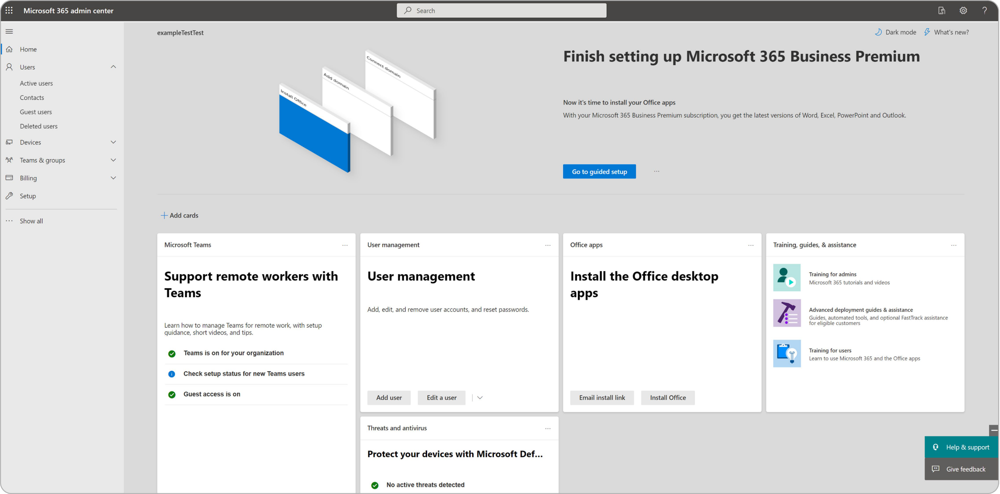 Microsoft 365 admin center
Search
exampleTestTest
Dark mode
What's new?
Home
Users
Active users
Contacts
Guest users
Deleted users
Devices
Teams & groups
Billing
Setup
Show all
Connect domain
Add domain
Install Office
Finish setting up Microsoft 365 Business Premium
Now it's time to install your Office apps
With your Microsoft 365 Business Premium subscription, you get the latest versions of Word, Excel, PowerPoint and Outlook.
Go to guided setup
Add cards
Microsoft Teams
Support remote workers with
Teams
Learn how to manage Teams for remote work, with setup
guidance, short videos, and tips.
Teams is on for your organization
Check setup status for new Teams users
Guest access is on
User management
User management
Add, edit, and remove user accounts, and reset passwords.
Add user
Edit a user
Threats and antivirus
Protect your devices with Microsoft Def...
No active threats detected
Office apps
Install the Office desktop
apps
Email install link
Install Office
Training, guides, & assistance
Training for admins
Microsoft 365 tutorials and videos
Advanced deployment guides & assistance
Guides, automated tools, and optional FastTrack assistance
for eligible customers
Training for users
Learn to use Microsoft 365 and the Office apps
Help & support
Give feedback